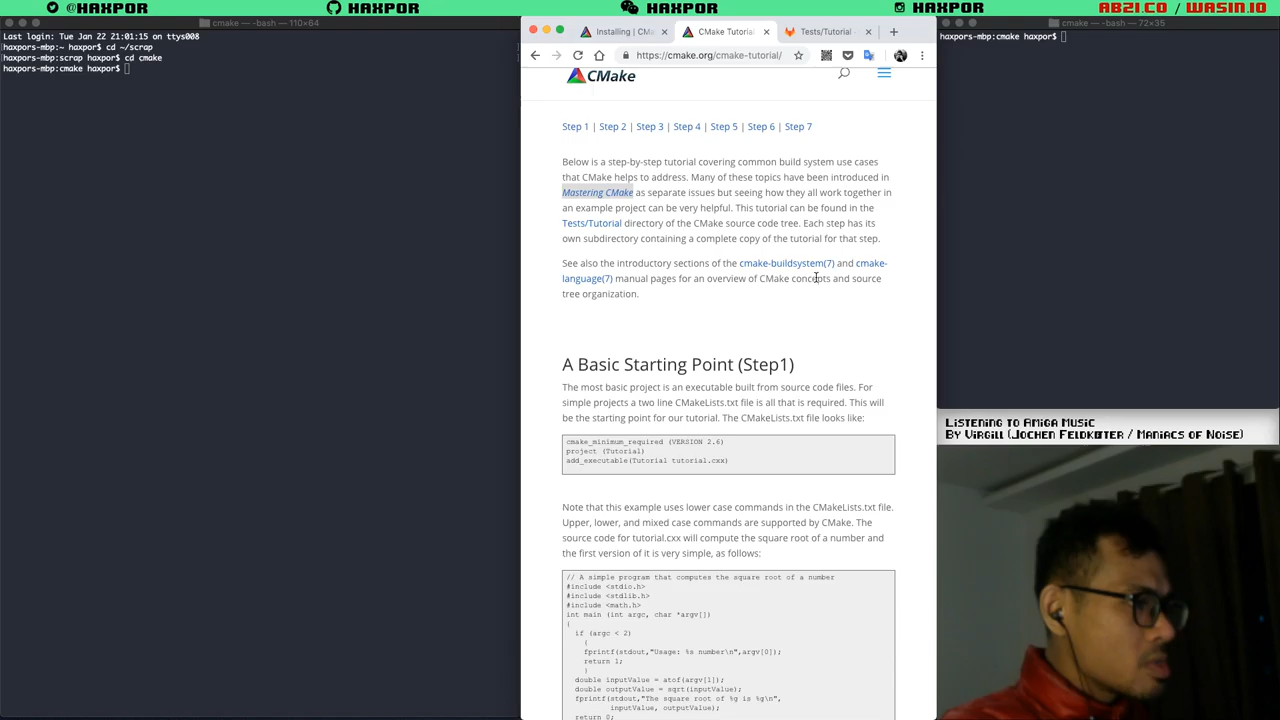 HAXPOR
HAXPOR
HAXPOR
HAXPOR
AB2I.CO / WASIN.IO
cmake — -bash — 110×64
Last login: Tue Jan 22 21:01:15 on ttys008
haxpors-mbp:~ haxpor$ cd ~/scrap
haxpors-mbp:scrap haxpor$ cd cmake
haxpors-mbp:cmake haxpor$
Installing | CMa
CMake Tutorial
Tests/Tutorial ·
https://cmake.org/cmake-tutorial/
CMake
Step 1 | Step 2 | Step 3 | Step 4 | Step 5 | Step 6 | Step 7
Below is a step-by-step tutorial covering common build system use cases
that CMake helps to address. Many of these topics have been introduced in
Mastering CMake as separate issues but seeing how they all work together in
an example project can be very helpful. This tutorial can be found in the
Tests/Tutorial directory of the CMake source code tree. Each step has its
own subdirectory containing a complete copy of the tutorial for that step.
See also the introductory sections of the cmake-buildsystem(7) and cmake-
language(7) manual pages for an overview of CMake concepts and source
tree organization.
A Basic Starting Point (Step1)
The most basic project is an executable built from source code files. For
simple projects a two line CMakeLists.txt file is all that is required. This will
be the starting point for our tutorial. The CMakeLists.txt file looks like:
cmake_minimum_required (VERSION 2.6)
project (Tutorial)
add_executable(Tutorial tutorial.cxx)
Note that this example uses lower case commands in the CMakeLists.txt file.
Upper, lower, and mixed case commands are supported by CMake. The
source code for tutorial.cxx will compute the square root of a number and
the first version of it is very simple, as follows:
// A simple program that computes the square root of a number
#include <stdio.h>
#include <stdlib.h>
#include <math.h>
int main (int argc, char *argv[])
{
if (argc < 2)
{
fprintf(stdout,"Usage: %s number\n",argv[0]);
return 1;
}
double inputValue = atof(argv[1]);
double outputValue = sqrt(inputValue);
fprintf(stdout,"The square root of %g is %g\n",
inputValue, outputValue);
return 0;
cmake — -bash — 72×35
haxpors-mbp:cmake haxpor$
Listening to Amiga Music
By Virgill (Jochen Feldkötter / Maniacs of Noise)